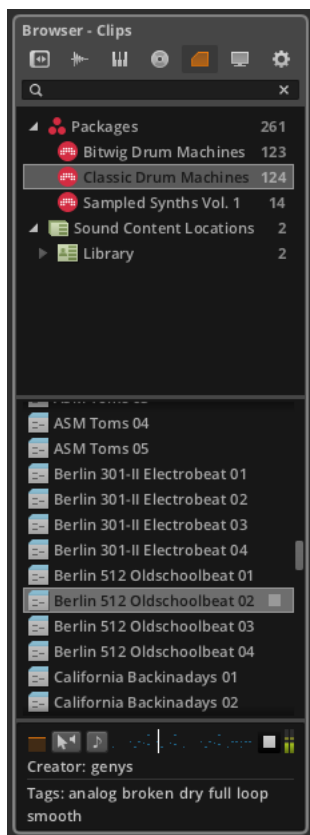 Browser - Clips
Packages 261
Bitwig Drum Machines 123
Classic Drum Machines 124
Sampled Synths Vol. 1 14
Sound Content Locations 2
Library 2
ASM Toms 04
ASM Toms 05
Berlin 301-II Electrobeat 01
Berlin 301-II Electrobeat 02
Berlin 301-II Electrobeat 03
Berlin 301-II Electrobeat 04
Berlin 512 Oldschoolbeat 01
Berlin 512 Oldschoolbeat 02
Berlin 512 Oldschoolbeat 03
Berlin 512 Oldschoolbeat 04
California Backinadays 01
California Backinadays 02
Creator: genys
Tags: analog broken dry full loop
smooth